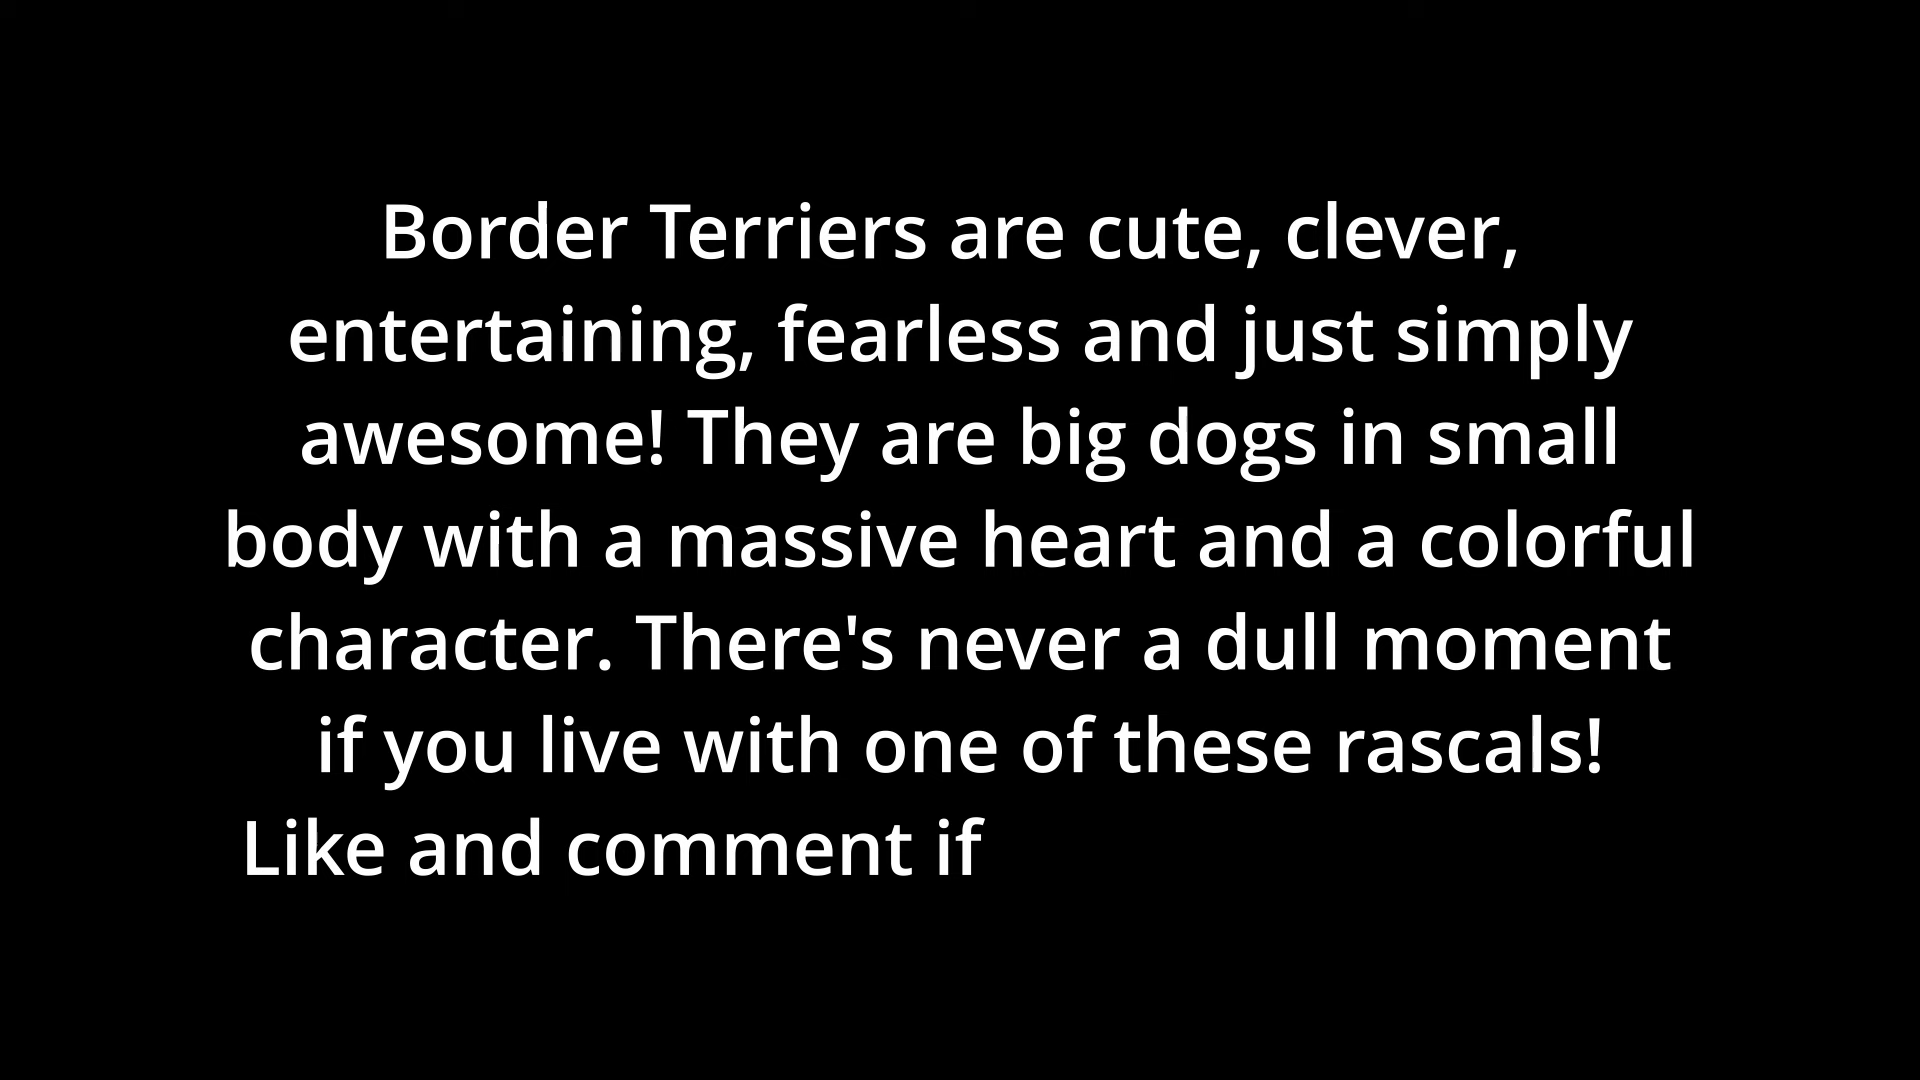 Border Terriers are cute, clever,
entertaining, fearless and just simply
awesome! They are big dogs in small
body with a massive heart and a colorful
character. There's never a dull moment
if you live with one of these rascals!
Like and comment if